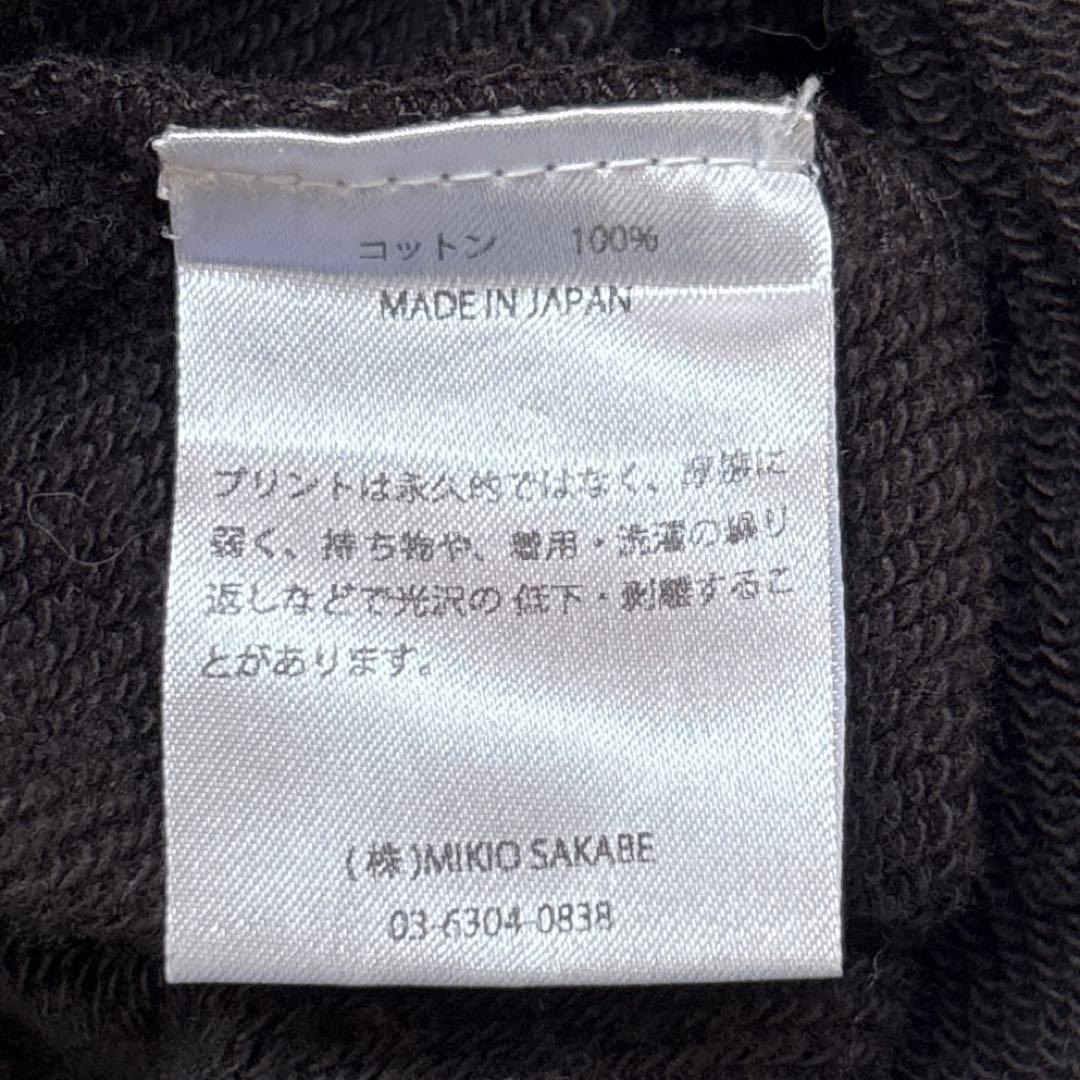 コットン 100%
MADE IN JAPAN
プリントは永久的ではなく、摩擦に
弱く、持ち物や、着用・洗濯の繰り
返しなどで光沢の低下・剥離するこ
とがあります。
(株)MIKIO SAKABE
03-6304-0838